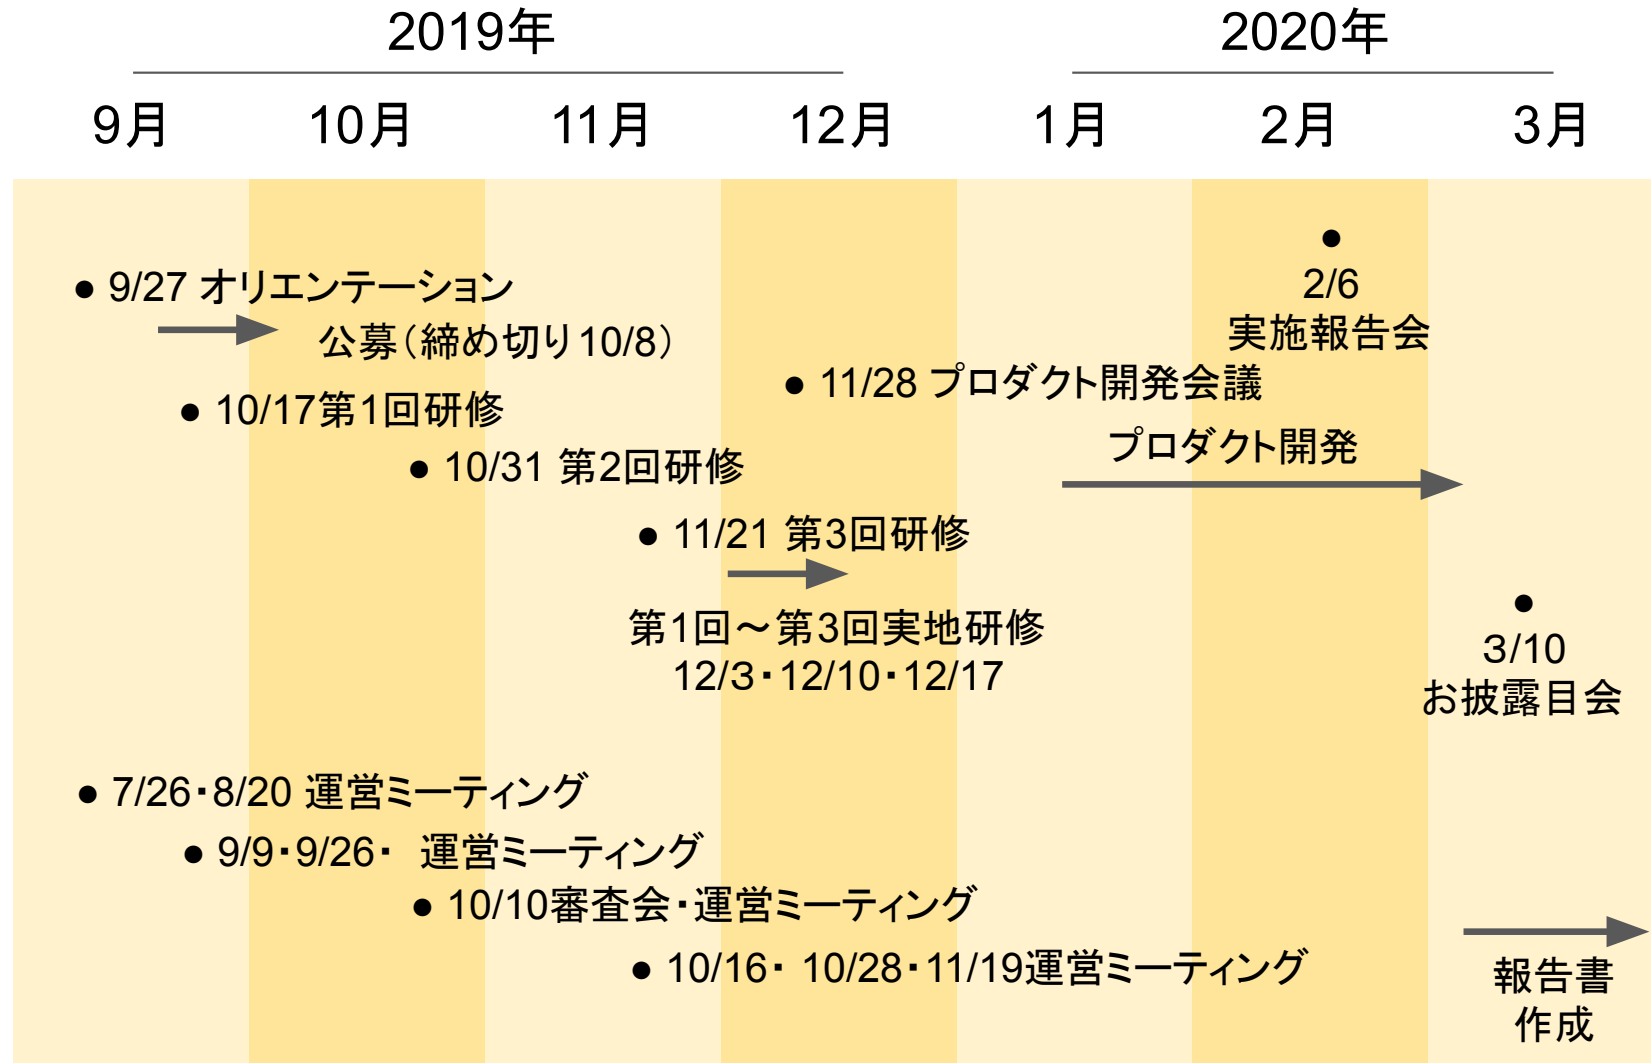 2019年
2020年
9月
10月
11月
12月
1月
2月
3月
● 9/27 オリエンテーション
公募（締め切り10/8）
● 10/17第1回研修
● 10/31 第2回研修
● 11/21 第3回研修
第1回～第3回実地研修
12/3・12/10・12/17
● 11/28 プロダクト開発会議
プロダクト開発
●
2/6
実施報告会
●
3/10
お披露目会
● 7/26・8/20 運営ミーティング
● 9/9・9/26・ 運営ミーティング
● 10/10審査会・運営ミーティング
● 10/16・ 10/28・11/19運営ミーティング
報告書
作成